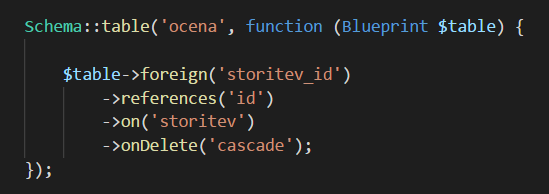 Schema::table('ocena', function (Blueprint $table) {
$table->foreign('storitev_id')
->references('id')
->on('storitev')
->onDelete('cascade');
});